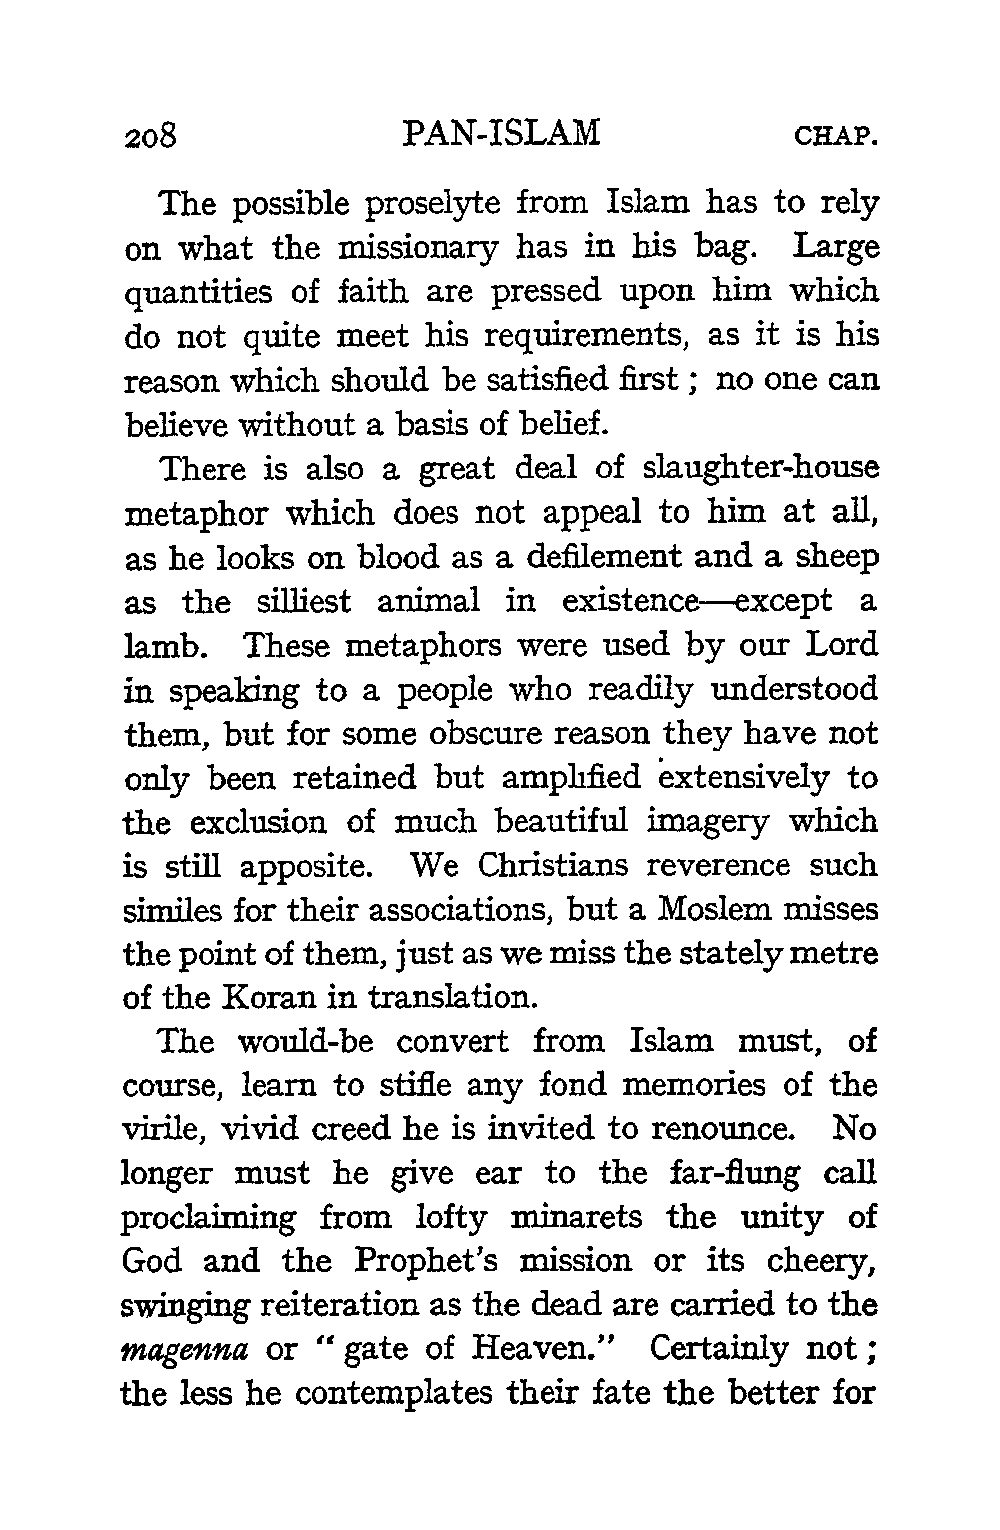 208 PAN-ISLAM CHAP.
The possible proselyte from Islam has to rely
on what the missionary has in his bag. Large
quantities of faith are pressed upon him which
do not quite meet his requirements, as it is his
reason which should be satisfied first ; no one can
believe without a basis of belief.
There is also a great deal of slaughter-house
metaphor which does not appeal to him at all,
as he looks on blood as a defilement and a sheep
as the silliest animal in existence—except a
lamb. These metaphors were used by our Lord
in speaking to a people who readily understood
them, but for some obscure reason they have not
only been retained but amplified extensively to
the exclusion of much beautiful imagery which
is still apposite. We Christians reverence such
similes for their associations, but a Moslem misses
the point of them, just as we miss the stately metre
of the Koran in translation.
The would-be convert from Islam must, of
course, learn to stifle any fond memories of the
virile, vivid creed he is invited to renounce. No
longer must he give ear to the far-flung call
proclaiming from lofty minarets the unity of
God and the Prophet's mission or its cheery,
swinging reiteration as the dead are carried to the
magenna or “ gate of Heaven.” Certainly not ;
the less he contemplates their fate the better for